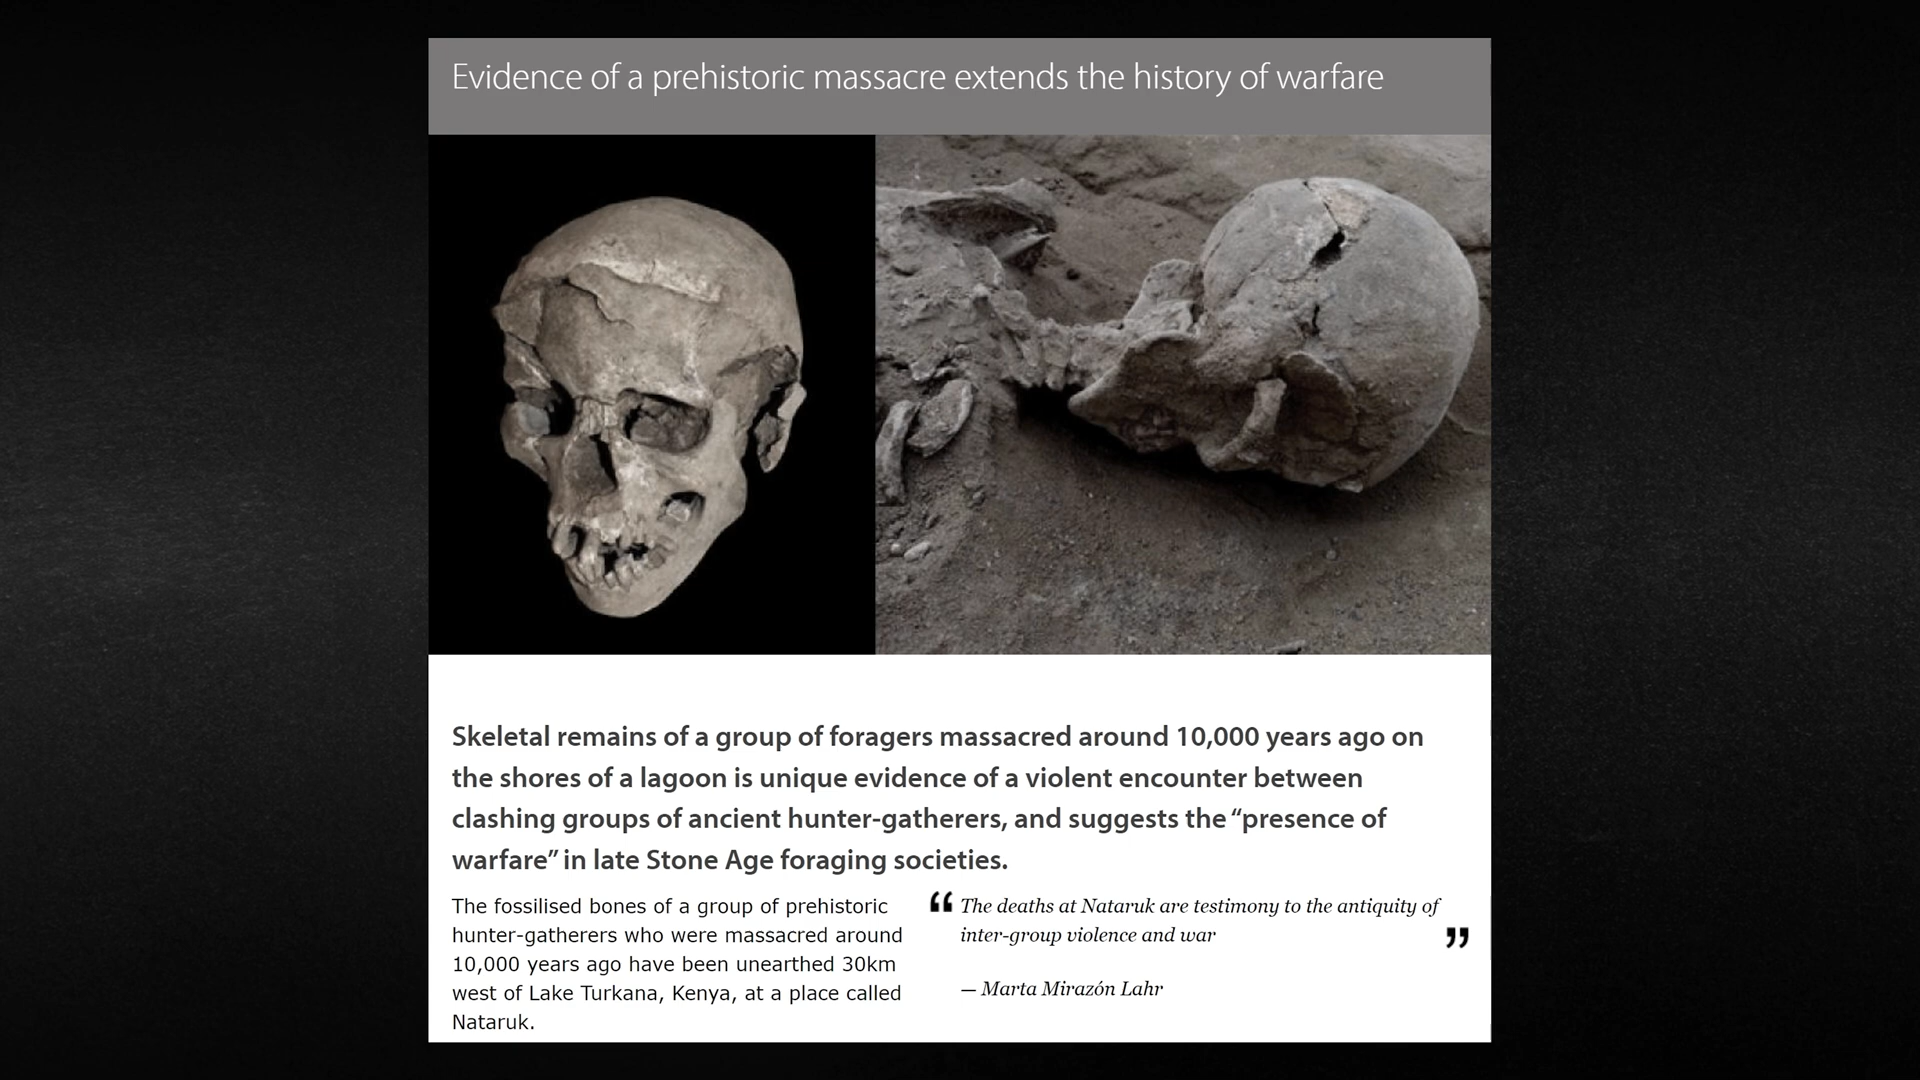 Evidence of a prehistoric massacre extends the history of warfare
Skeletal remains of a group of foragers massacred around 10,000 years ago on
the shores of a lagoon is unique evidence of a violent encounter between
clashing groups of ancient hunter-gatherers, and suggests the “presence of
warfare” in late Stone Age foraging societies.
The fossilised bones of a group of prehistoric
hunter-gatherers who were massacred around
10,000 years ago have been unearthed 30km
west of Lake Turkana, Kenya, at a place called
Nataruk.
“ The deaths at Nataruk are testimony to the antiquity of
inter-group violence and war ”
— Marta Mirazón Lahr